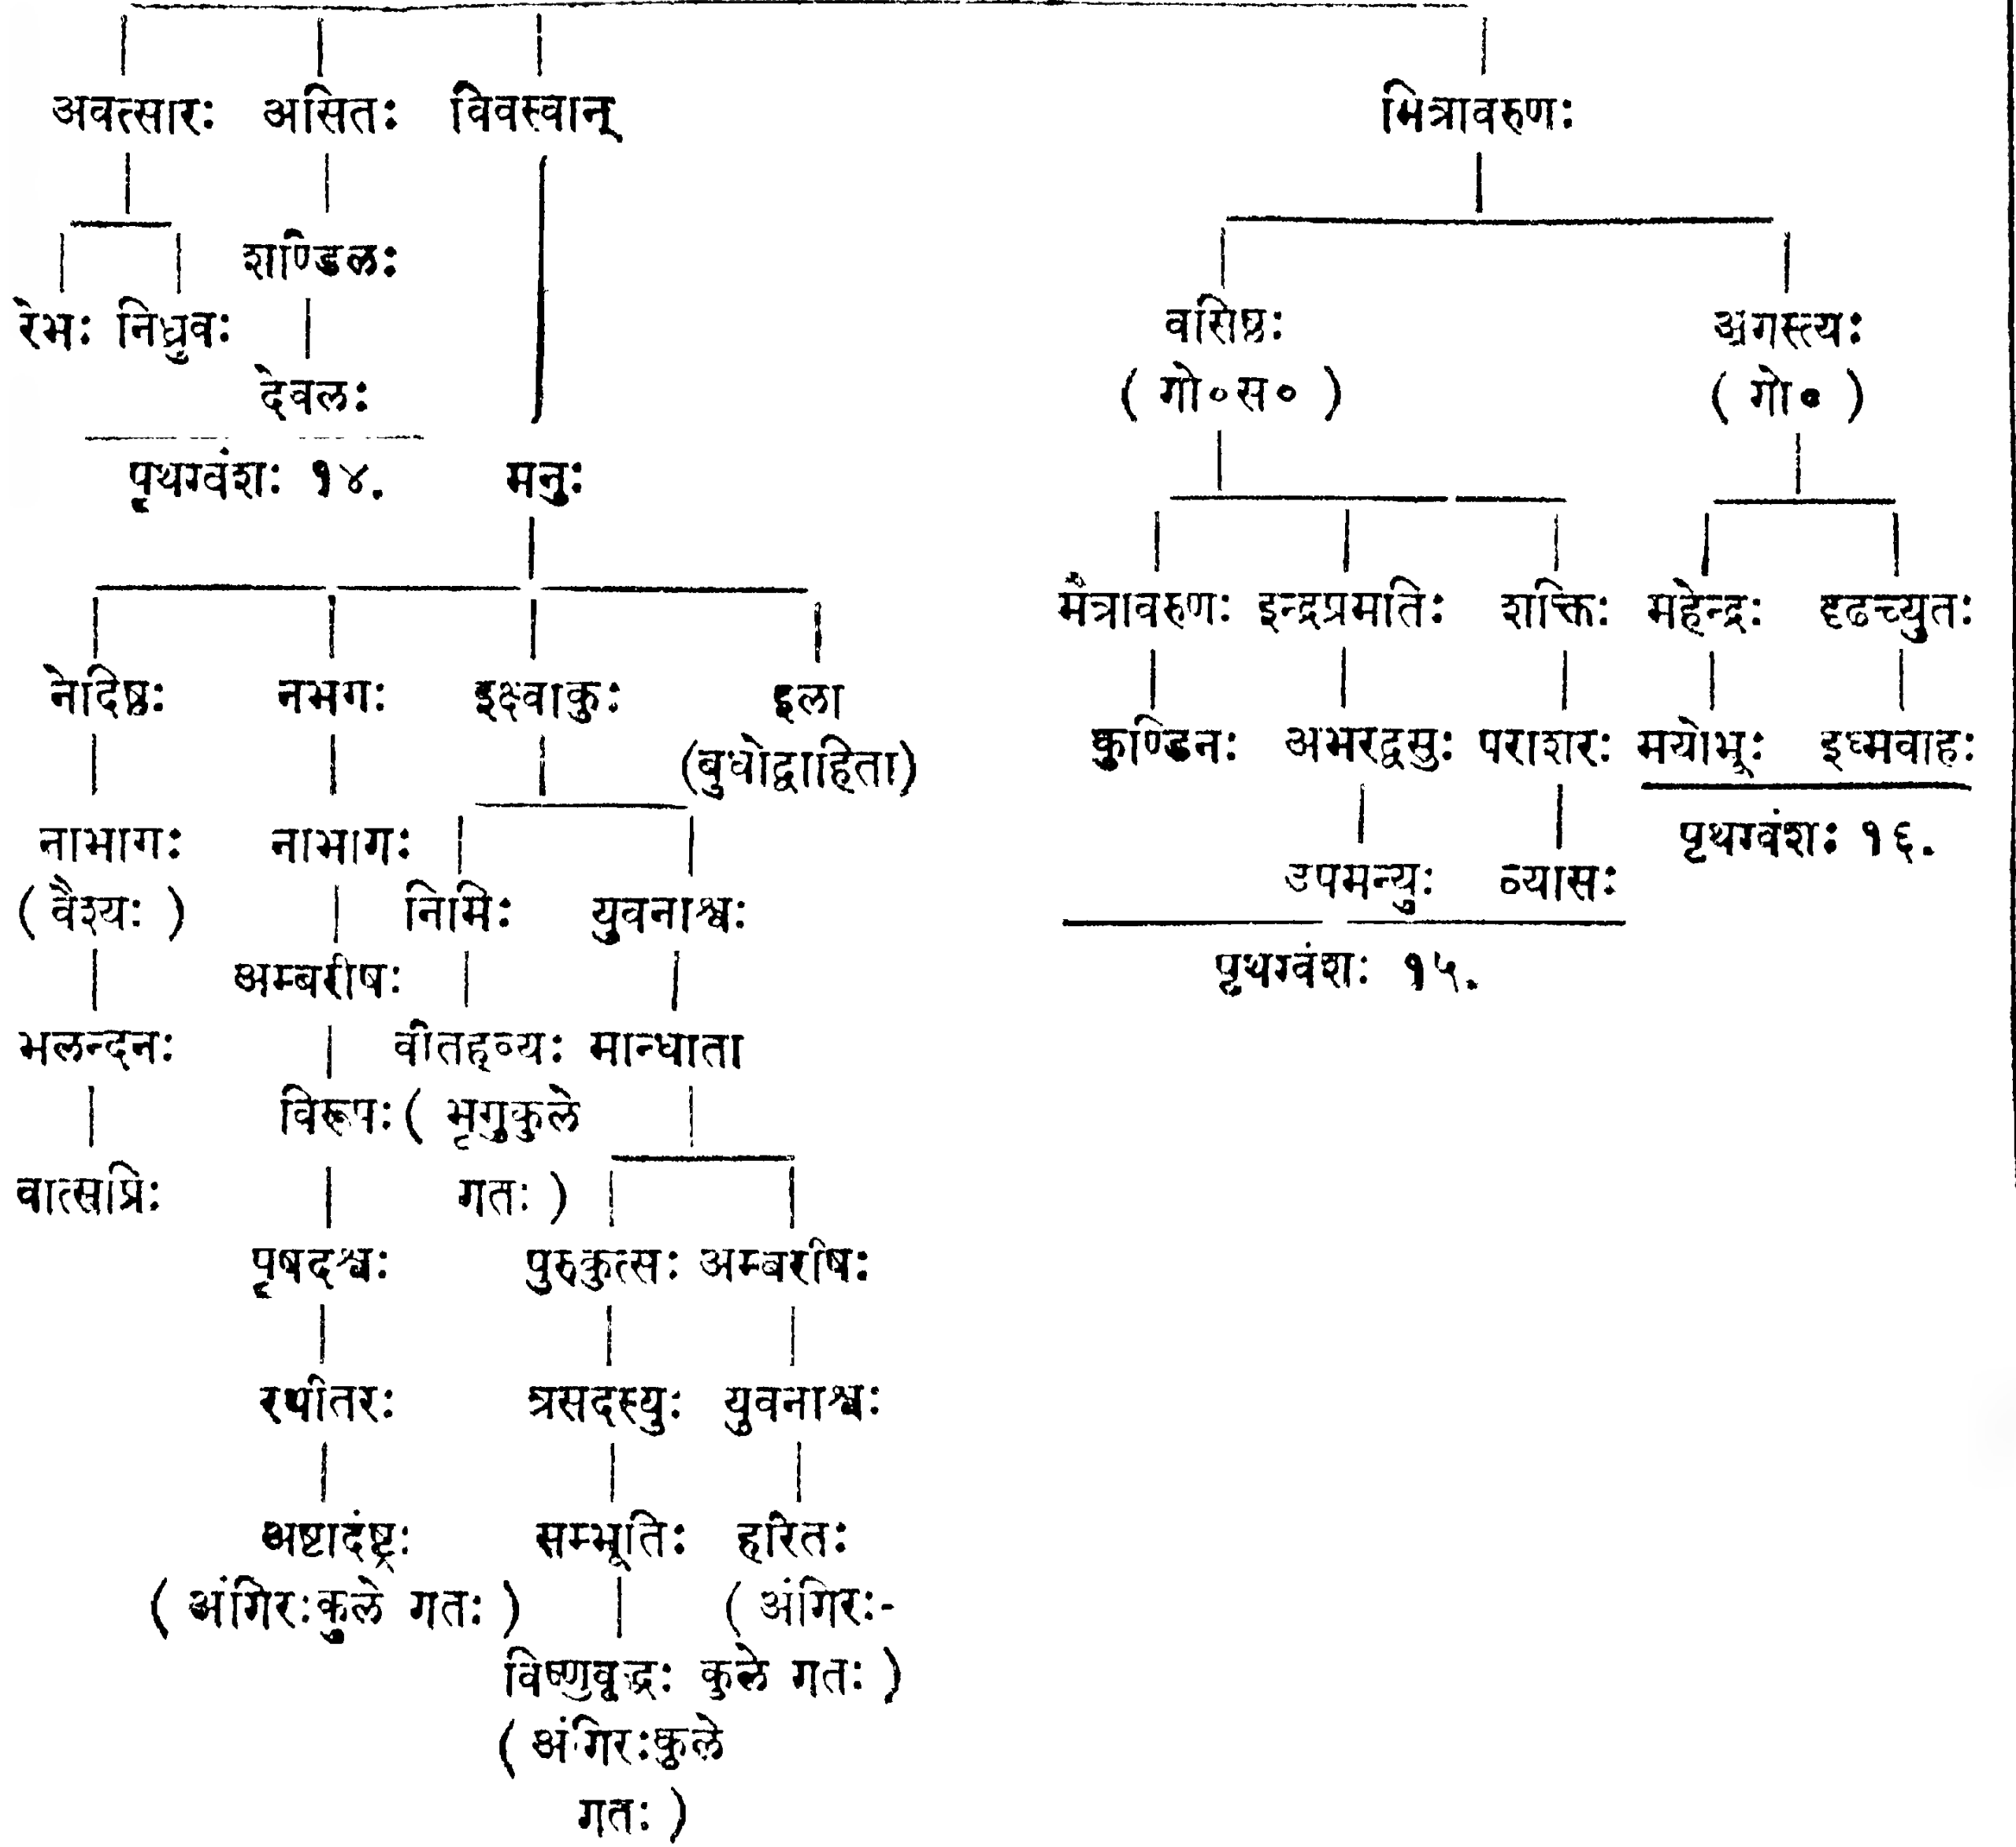 अवत्सारः असितः विवस्वान् मित्रावरुणः
शण्डिलः
रेभः निध्रुवः वसिष्ठः अगस्त्यः
देवलः ( गो०स० ) ( गो० )
पृथग्वंशः १४. मनुः
मैत्रावरुणः इन्द्रप्रमतिः शक्तिः महेन्द्रः दृढच्युतः
नेदिष्ठः नभगः इक्ष्वाकुः इला
(बुधोद्वाहिता) कुण्डिनः अभरद्वसुः पराशरः मयोभूः इध्मवाहः
नाभागः नाभागः पृथग्वंशः १६.
( वैश्यः ) निमिः युवनाश्वः उपमन्युः व्यासः
अम्बरीषः पृथग्वंशः १५.
भलन्दनः वीतहव्यः मान्धाता
विरूपः ( भृगुकुले
वात्सप्रिः गतः )
पृषदश्वः पुरुकुत्सः अम्बरीषः
रथीतरः त्रसदस्युः युवनाश्वः
अष्टादंष्ट्रः सम्भूतिः हरितः
( अंगिरःकुले गतः ) ( अंगिरः-
विष्णुवृद्धः कुले गतः )
( अंगिरःकुले
गतः )